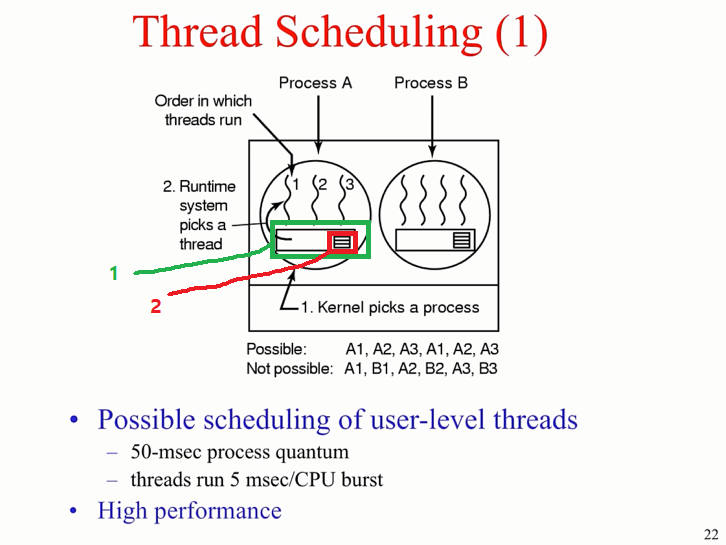 Thread Scheduling (1)
Process A
Process B
Order in which
threads run
1 2 3
2. Runtime
system
picks a
thread
1
2
1. Kernel picks a process
Possible: A1, A2, A3, A1, A2, A3
Not possible: A1, B1, A2, B2, A3, B3
• Possible scheduling of user-level threads
– 50-msec process quantum
– threads run 5 msec/CPU burst
• High performance
22